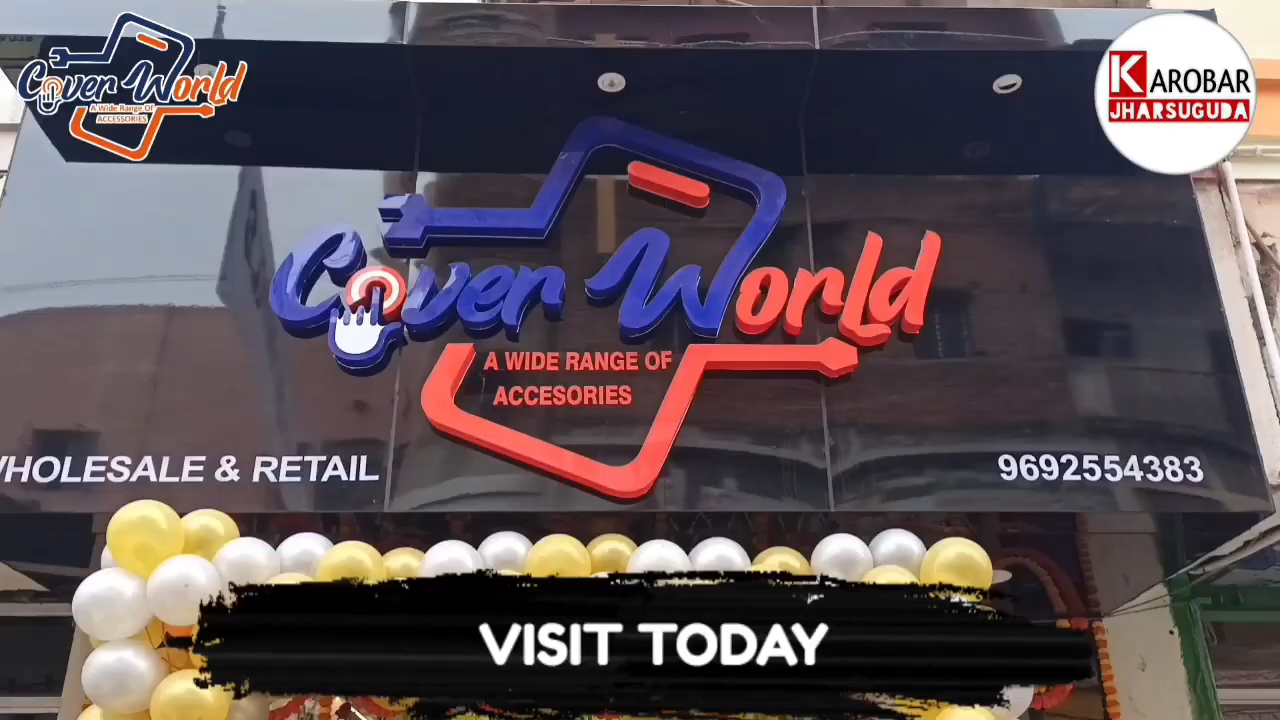 Cover World
A Wide Range Of
ACCESSORIES
KAROBAR
JHARSUGUDA
Cover World
A WIDE RANGE OF
ACCESORIES
WHOLESALE & RETAIL
9692554383
VISIT TODAY